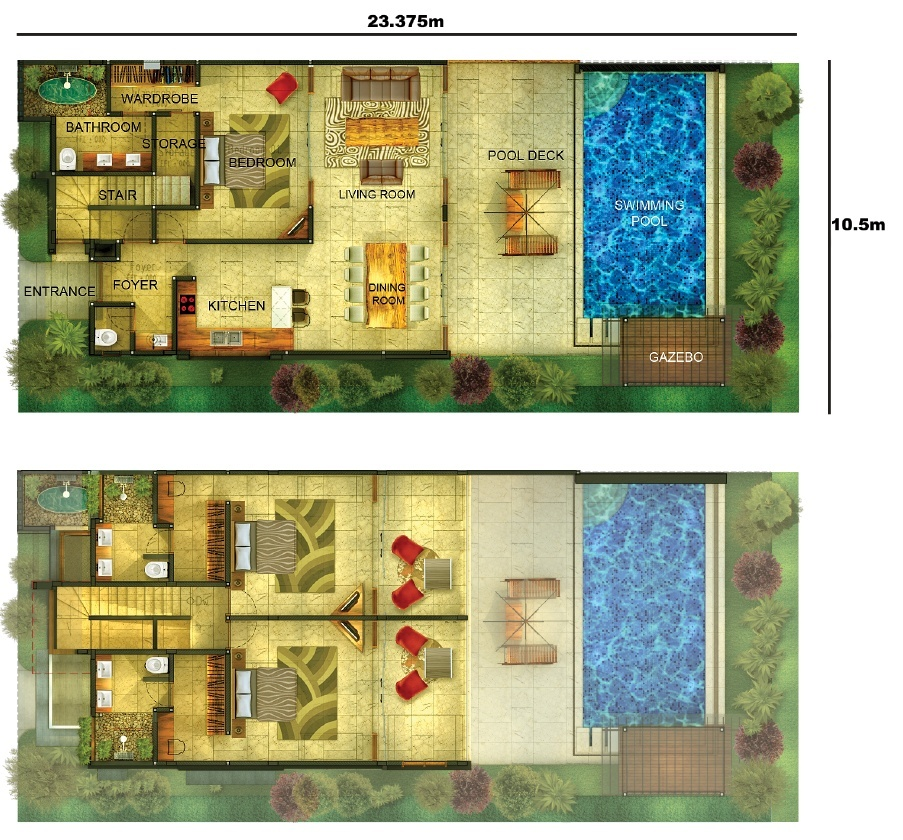 23.375m
WARDROBE
BATHROOM
STORAGE
BEDROOM
POOL DECK
STAIR
LIVING ROOM
SWIMMING
POOL
10.5m
Foyer
ENTRANCE
FOYER
DINING
ROOM
KITCHEN
GAZEBO